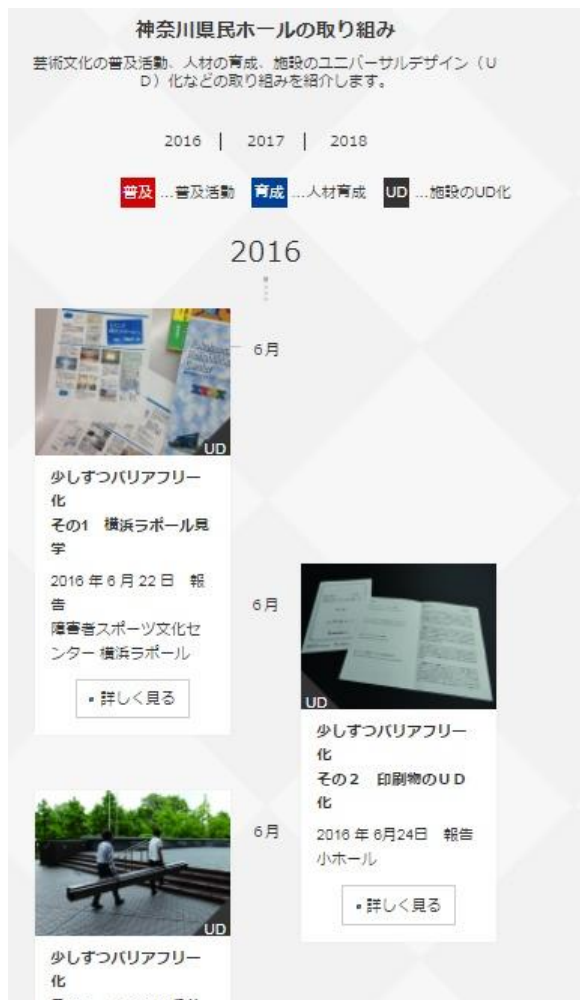 神奈川県民ホールの取り組み
芸術文化の普及活動、人材の育成、施設のユニバーサルデザイン（U
D）化などの取り組みを紹介します。
2016 | 2017 | 2018
普及 …普及活動 育成 …人材育成 UD …施設のUD化
2016
6月
UD
少しずつバリアフリー
化
その1　横浜ラポール見
学
2016 年 6 月 22 日　報
告
障害者スポーツ文化セ
ンター 横浜ラポール
詳しく見る
6月
UD
少しずつバリアフリー
化
その２　印刷物のＵＤ
化
2016 年 6月24日　報告
小ホール
詳しく見る
6月
UD
少しずつバリアフリー
化